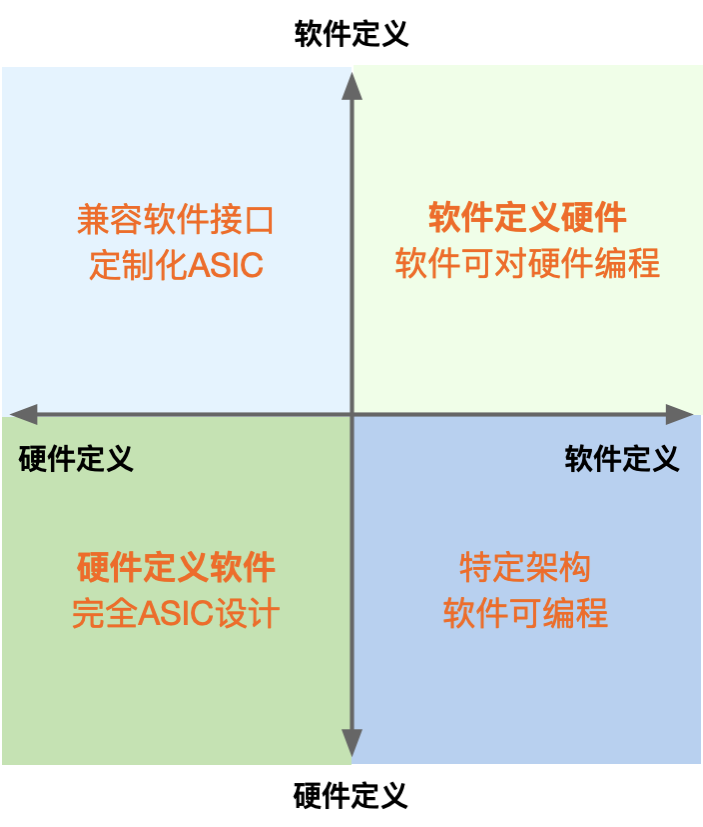 软件定义
兼容软件接口
定制化ASIC
软件定义硬件
软件可对硬件编程
硬件定义
软件定义
硬件定义软件
完全ASIC设计
特定架构
软件可编程
硬件定义